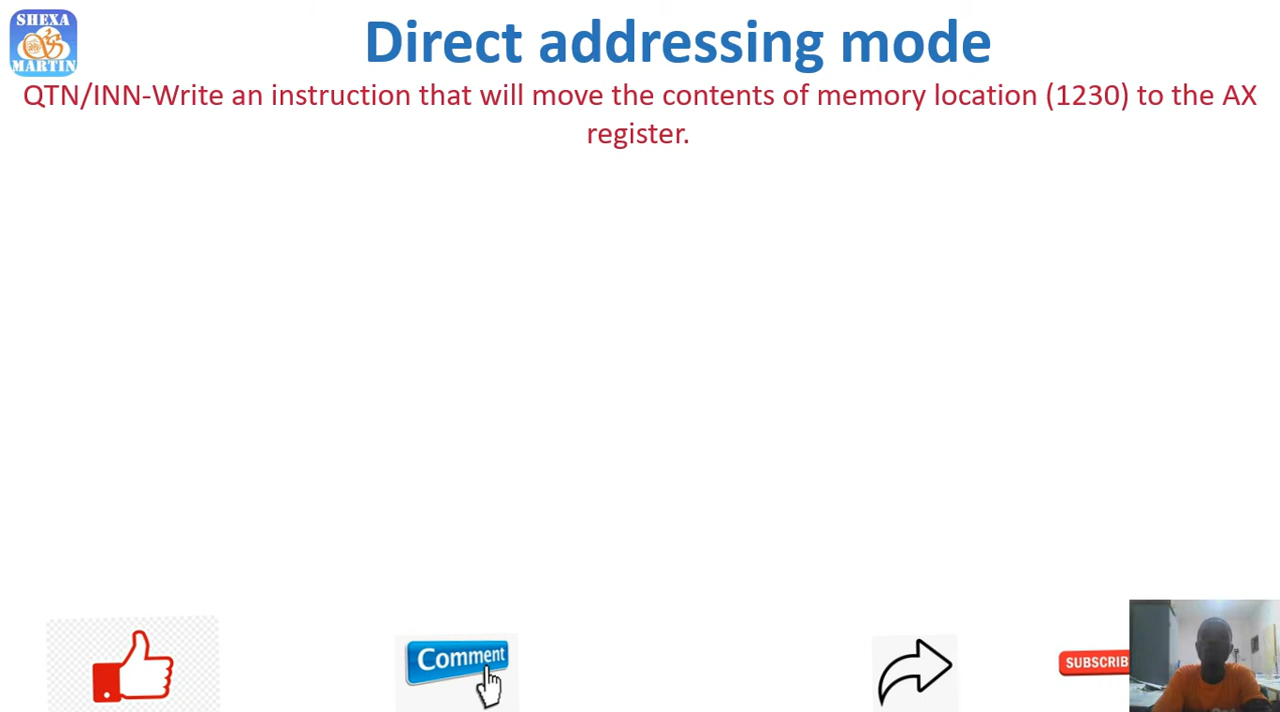 SHEXA
MARTIN
Direct addressing mode
QTN/INN-Write an instruction that will move the contents of memory location (1230) to the AX
register.
Comment
SUBSCRIB